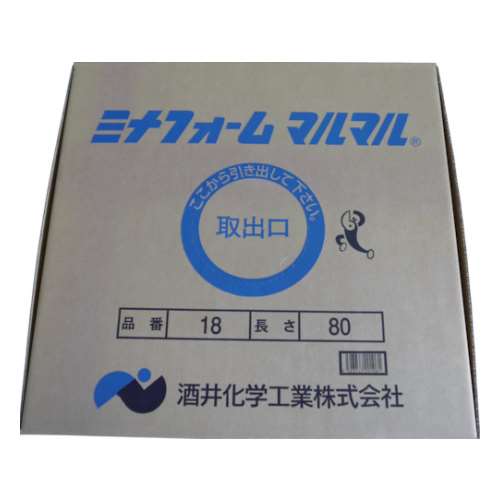 ミナフォーム マルマル®
ここから引き出して下さい。
取出口
品番 18 長さ 80
酒井化学工業株式会社